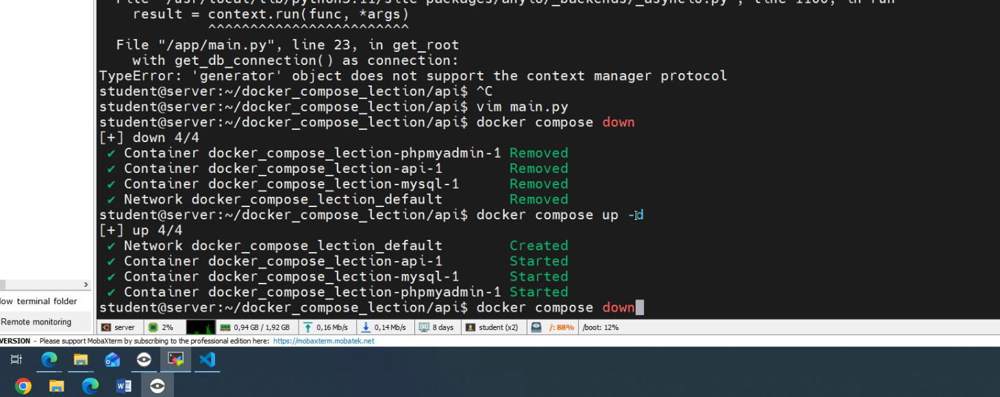 result = context.run(func, *args)
^^^^^^^^^^^^^^^^^^^^^^^^
File "/app/main.py", line 23, in get_root
with get_db_connection() as connection:
TypeError: 'generator' object does not support the context manager protocol
student@server:~/docker_compose_lection/api$ ^C
student@server:~/docker_compose_lection/api$ vim main.py
student@server:~/docker_compose_lection/api$ docker compose down
[+] down 4/4
✔ Container docker_compose_lection-phpmyadmin-1 Removed
✔ Container docker_compose_lection-api-1 Removed
✔ Container docker_compose_lection-mysql-1 Removed
✔ Network docker_compose_lection_default Removed
student@server:~/docker_compose_lection/api$ docker compose up -d
[+] up 4/4
✔ Network docker_compose_lection_default Created
✔ Container docker_compose_lection-api-1 Started
✔ Container docker_compose_lection-mysql-1 Started
✔ Container docker_compose_lection-phpmyadmin-1 Started
student@server:~/docker_compose_lection/api$ docker compose down
terminal folder
Remote monitoring
server 2% 0,94 GB / 1,92 GB 0,16 Mb/s 0,14 Mb/s 8 days student (x2) /: 88% /boot: 12%
VERSION - Please support MobaXterm by subscribing to the professional edition here: https://mobaxterm.mobatek.net